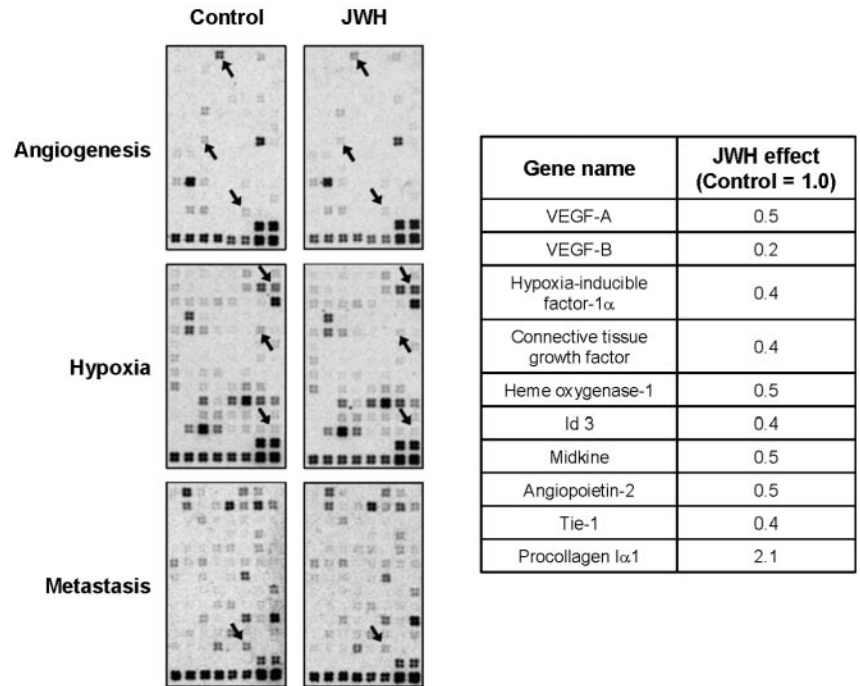 Control JWH
Angiogenesis
Hypoxia
Metastasis
Gene name JWH effect
(Control = 1.0)
VEGF-A 0.5
VEGF-B 0.2
Hypoxia-inducible
factor-1α 0.4
Connective tissue
growth factor 0.4
Heme oxygenase-1 0.5
Id 3 0.4
Midkine 0.5
Angiopoietin-2 0.5
Tie-1 0.4
Procollagen Iα1 2.1